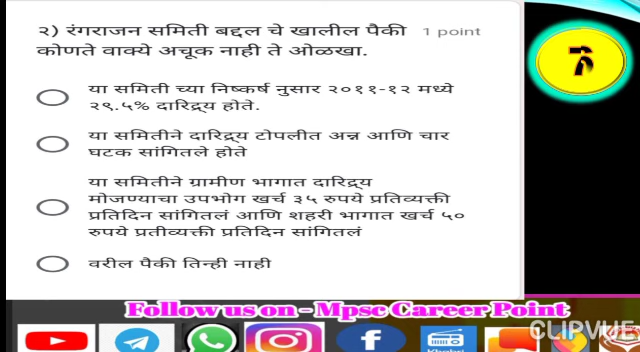 २) रंगराजन समिती बद्दल चे खालील पैकी 1 point
कोणते वाक्ये अचूक नाही ते ओळखा.
या समिती च्या निष्कर्ष नुसार २०११-१२ मध्ये
२९.५% दारिद्र्य होते.
या समितीने दारिद्र्य टोपलीत अन्न आणि चार
घटक सांगितले होते
या समितीने ग्रामीण भागात दारिद्र्य
मोजण्याचा उपभोग खर्च ३५ रुपये प्रतिव्यक्ती
प्रतिदिन सांगितलं आणि शहरी भागात खर्च ५०
रुपये प्रतीव्यक्ती प्रतिदिन सांगितलं
वरील पैकी तिन्ही नाही
Follow us on - Mpsc Career Point
CLIPVUE